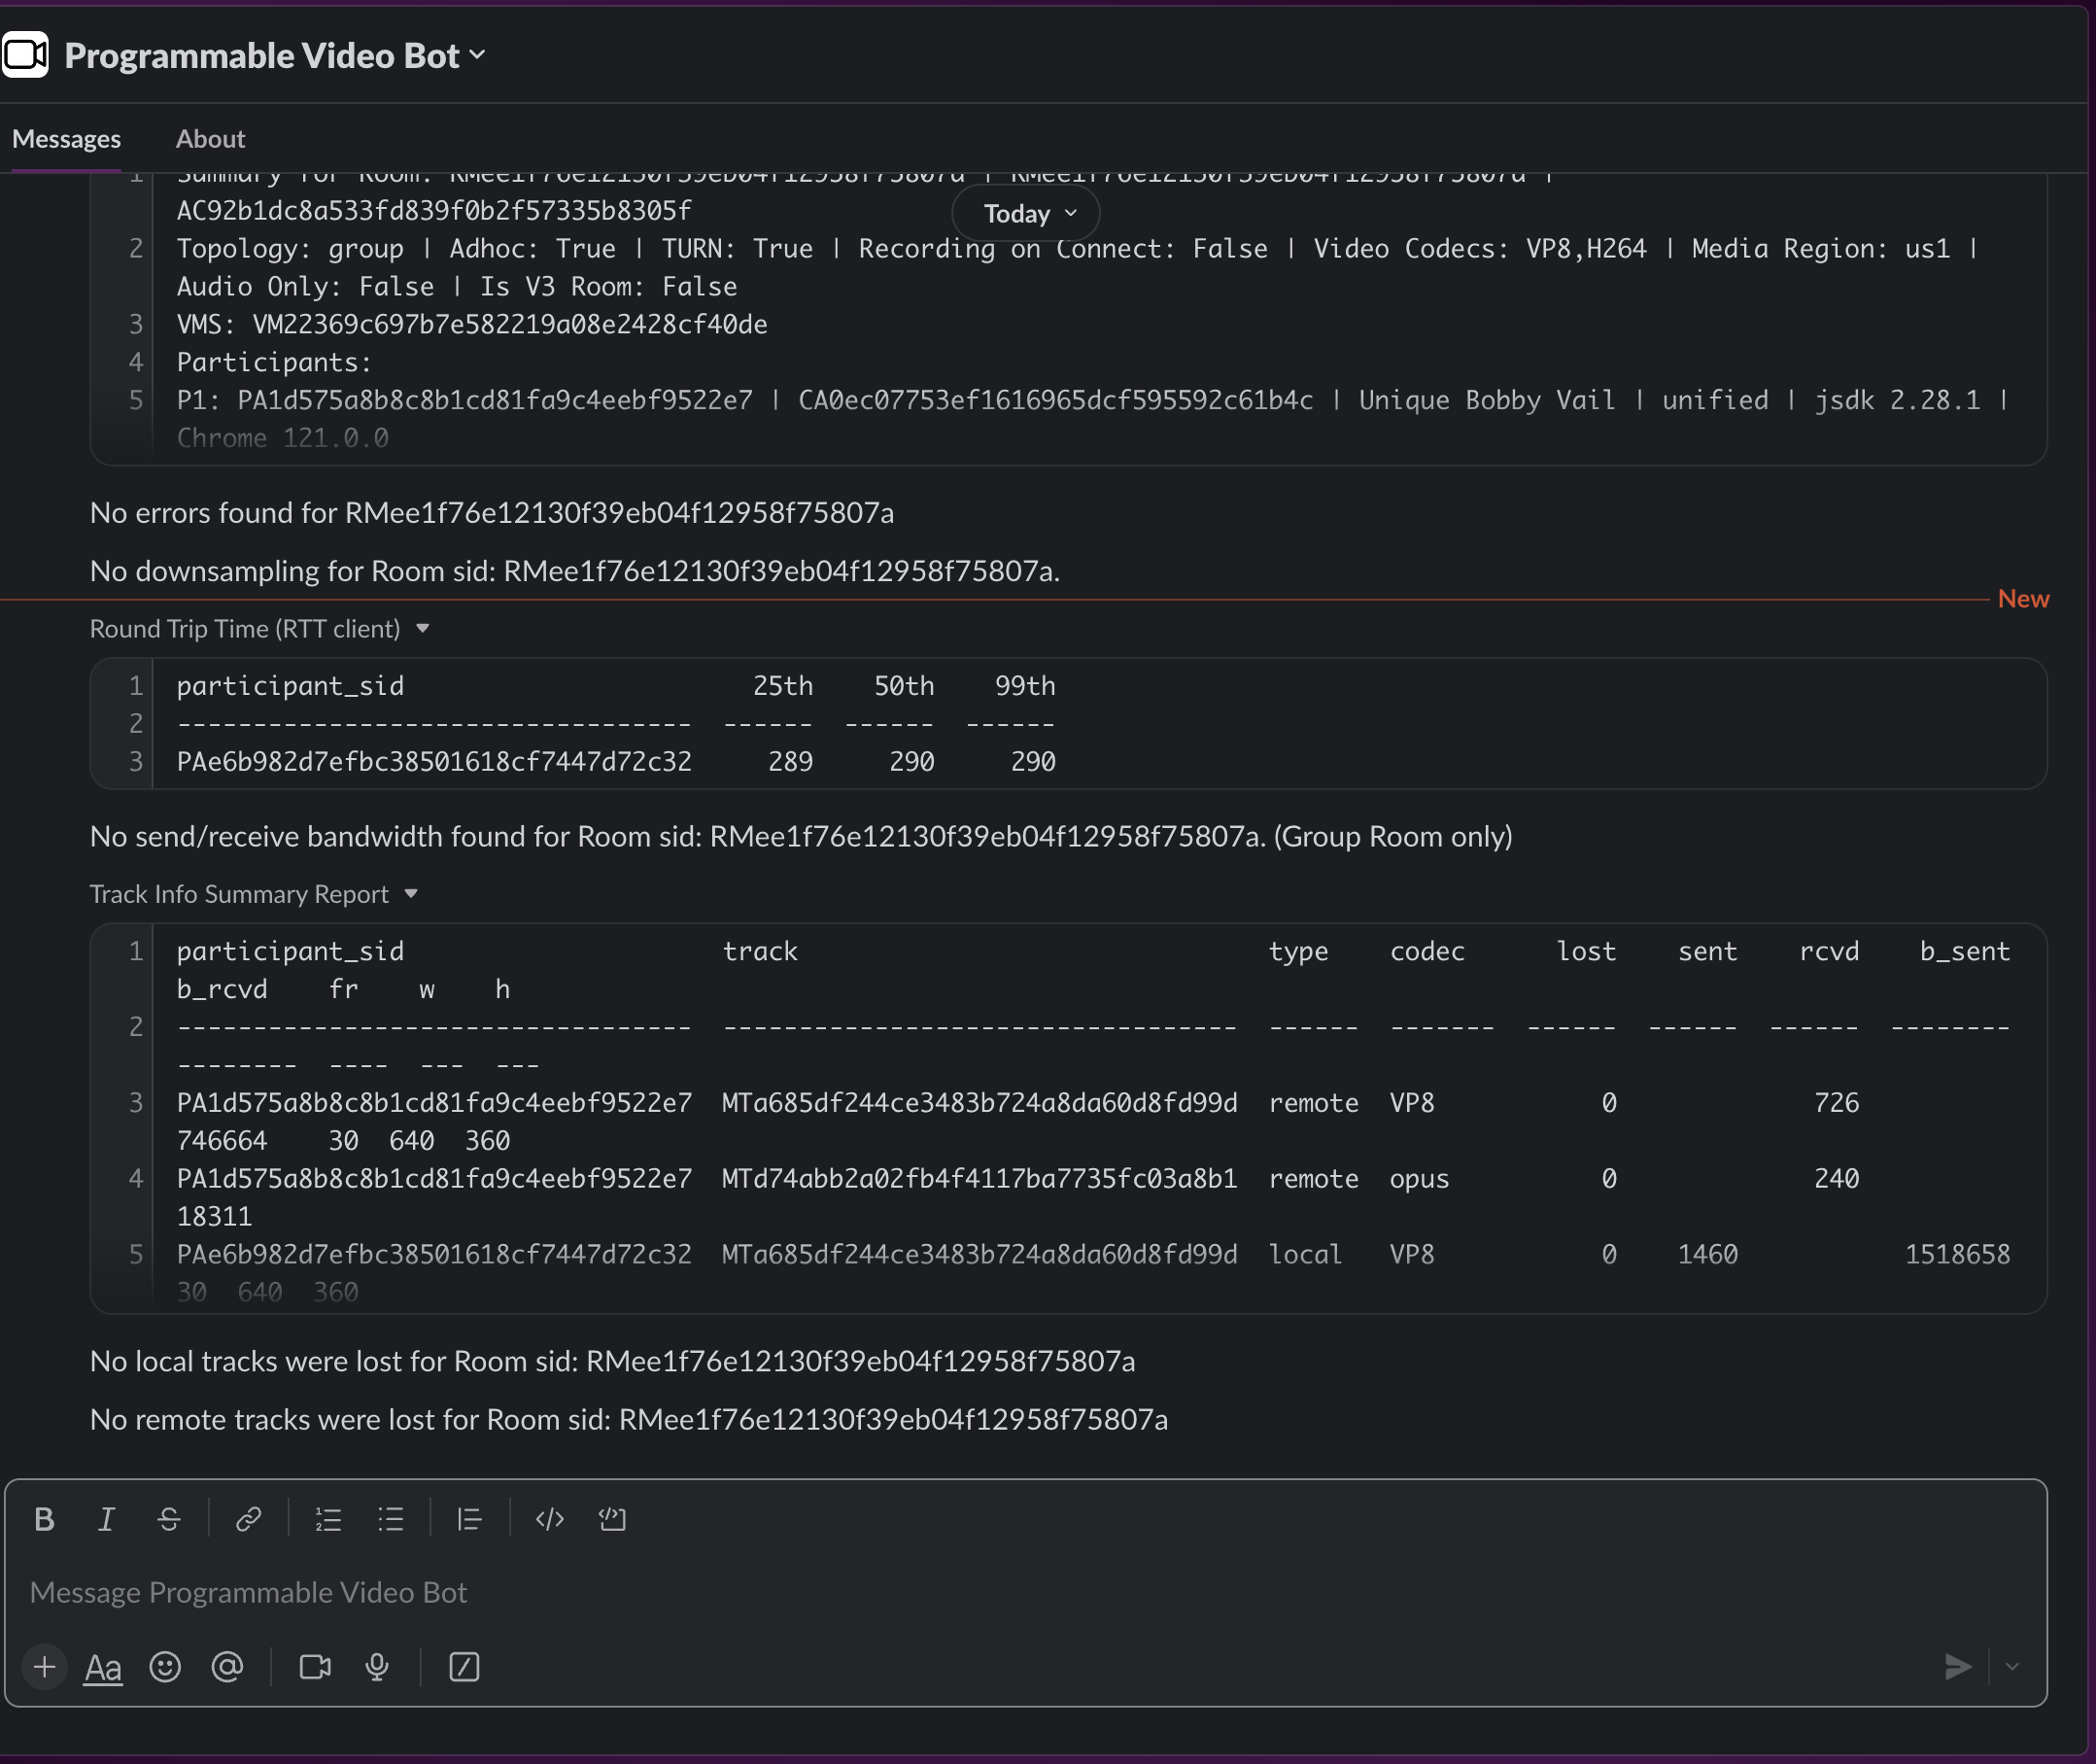 Programmable Video Bot
Messages About
1 Summary for Room: RMee1f76e12130f39eb04f12958f75807a | RMee1f76e12130f39eb04f12958f75807a |
AC92b1dc8a533fd839f0b2f57335b8305f
Today
2 Topology: group | Adhoc: True | TURN: True | Recording on Connect: False | Video Codecs: VP8,H264 | Media Region: us1 |
Audio Only: False | Is V3 Room: False
3 VMS: VM22369c697b7e582219a08e2428cf40de
4 Participants:
5 P1: PA1d575a8b8c8b1cd81fa9c4eebf9522e7 | CA0ec07753ef1616965dcf595592c61b4c | Unique Bobby Vail | unified | jsdk 2.28.1 |
Chrome 121.0.0
No errors found for RMee1f76e12130f39eb04f12958f75807a
No downsampling for Room sid: RMee1f76e12130f39eb04f12958f75807a.
New
Round Trip Time (RTT client)
1 participant_sid 25th 50th 99th
2 ---------------------------------- ------ ------ ------
3 PAe6b982d7efbc38501618cf7447d72c32 289 290 290
No send/receive bandwidth found for Room sid: RMee1f76e12130f39eb04f12958f75807a. (Group Room only)
Track Info Summary Report
1 participant_sid track type codec lost sent rcvd b_sent
b_rcvd fr w h
2 ---------------------------------- ---------------------------------- ------ ------- ------ ------ ------ --------
-------- ---- --- ---
3 PA1d575a8b8c8b1cd81fa9c4eebf9522e7 MTa685df244ce3483b724a8da60d8fd99d remote VP8 0 726
746664 30 640 360
4 PA1d575a8b8c8b1cd81fa9c4eebf9522e7 MTd74abb2a02fb4f4117ba7735fc03a8b1 remote opus 0 240
18311
5 PAe6b982d7efbc38501618cf7447d72c32 MTa685df244ce3483b724a8da60d8fd99d local VP8 0 1460 1518658
30 640 360
No local tracks were lost for Room sid: RMee1f76e12130f39eb04f12958f75807a
No remote tracks were lost for Room sid: RMee1f76e12130f39eb04f12958f75807a
B I S
Message Programmable Video Bot
Aa @